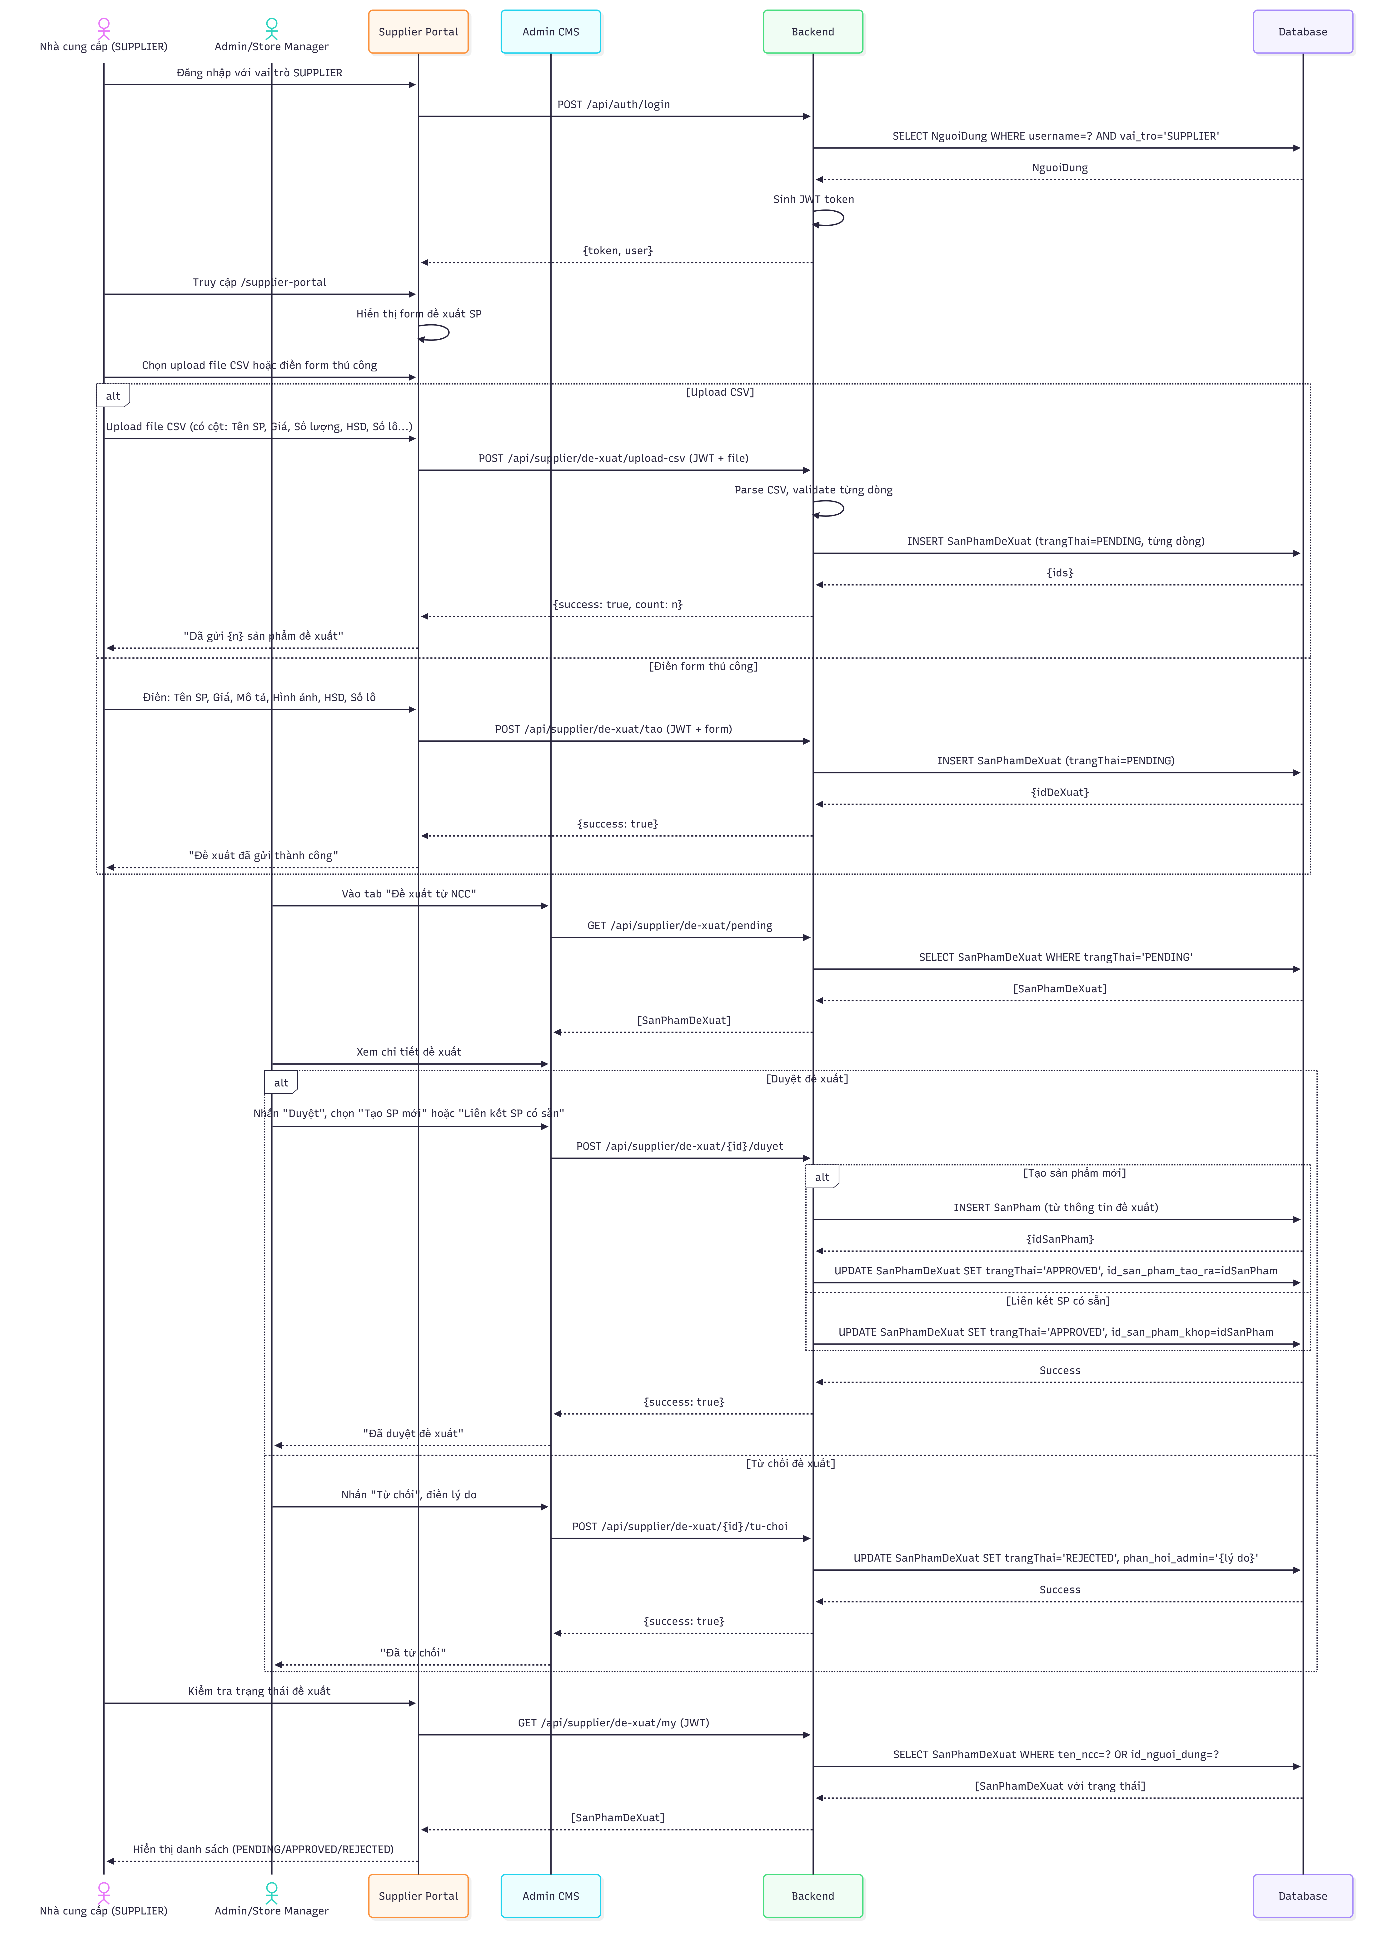 Nhà cung cấp (SUPPLIER)
Admin/Store Manager
Supplier Portal
Admin CMS
Backend
Database
Đăng nhập với vai trò SUPPLIER
POST /api/auth/login
SELECT NguoiDung WHERE username=? AND vai_tro='SUPPLIER'
NguoiDung
Sinh JWT token
{token, user}
Truy cập /supplier-portal
Hiển thị form đề xuất SP
Chọn upload file CSV hoặc điền form thủ công
alt
[Upload CSV]
Upload file CSV (có cột: Tên SP, Giá, Số lượng, HSD, Số lô...)
POST /api/supplier/de-xuat/upload-csv (JWT + file)
Parse CSV, validate từng dòng
INSERT SanPhamDeXuat (trangThai=PENDING, từng dòng)
{ids}
{success: true, count: n}
"Đã gửi {n} sản phẩm đề xuất"
[Điền form thủ công]
Điền: Tên SP, Giá, Mô tả, Hình ảnh, HSD, Số lô
POST /api/supplier/de-xuat/tao (JWT + form)
INSERT SanPhamDeXuat (trangThai=PENDING)
{idDeXuat}
{success: true}
"Đề xuất đã gửi thành công"
Vào tab "Đề xuất từ NCC"
GET /api/supplier/de-xuat/pending
SELECT SanPhamDeXuat WHERE trangThai='PENDING'
[SanPhamDeXuat]
[SanPhamDeXuat]
Xem chi tiết đề xuất
alt
[Duyệt đề xuất]
Nhấn "Duyệt", chọn "Tạo SP mới" hoặc "Liên kết SP có sẵn"
POST /api/supplier/de-xuat/{id}/duyet
alt
[Tạo sản phẩm mới]
INSERT SanPham (từ thông tin đề xuất)
{idSanPham}
UPDATE SanPhamDeXuat SET trangThai='APPROVED', id_san_pham_tao_ra=idSanPham
[Liên kết SP có sẵn]
UPDATE SanPhamDeXuat SET trangThai='APPROVED', id_san_pham_khop=idSanPham
Success
{success: true}
"Đã duyệt đề xuất"
[Từ chối đề xuất]
Nhấn "Từ chối", điền lý do
POST /api/supplier/de-xuat/{id}/tu-choi
UPDATE SanPhamDeXuat SET trangThai='REJECTED', phan_hoi_admin='{lý do}'
Success
{success: true}
"Đã từ chối"
Kiểm tra trạng thái đề xuất
GET /api/supplier/de-xuat/my (JWT)
SELECT SanPhamDeXuat WHERE ten_ncc=? OR id_nguoi_dung=?
[SanPhamDeXuat với trạng thái]
[SanPhamDeXuat]
Hiển thị danh sách (PENDING/APPROVED/REJECTED)
Nhà cung cấp (SUPPLIER)
Admin/Store Manager
Supplier Portal
Admin CMS
Backend
Database